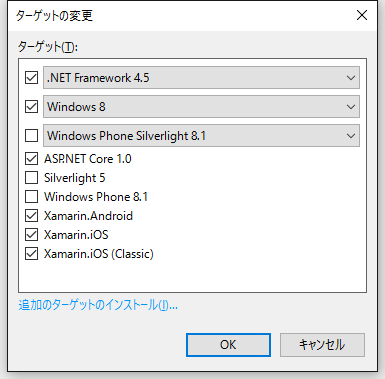 ターゲットの変更
ターゲット(T):
.NET Framework 4.5
Windows 8
Windows Phone Silverlight 8.1
ASP.NET Core 1.0
Silverlight 5
Windows Phone 8.1
Xamarin.Android
Xamarin.iOS
Xamarin.iOS (Classic)
追加のターゲットのインストール(I)...
OK キャンセル